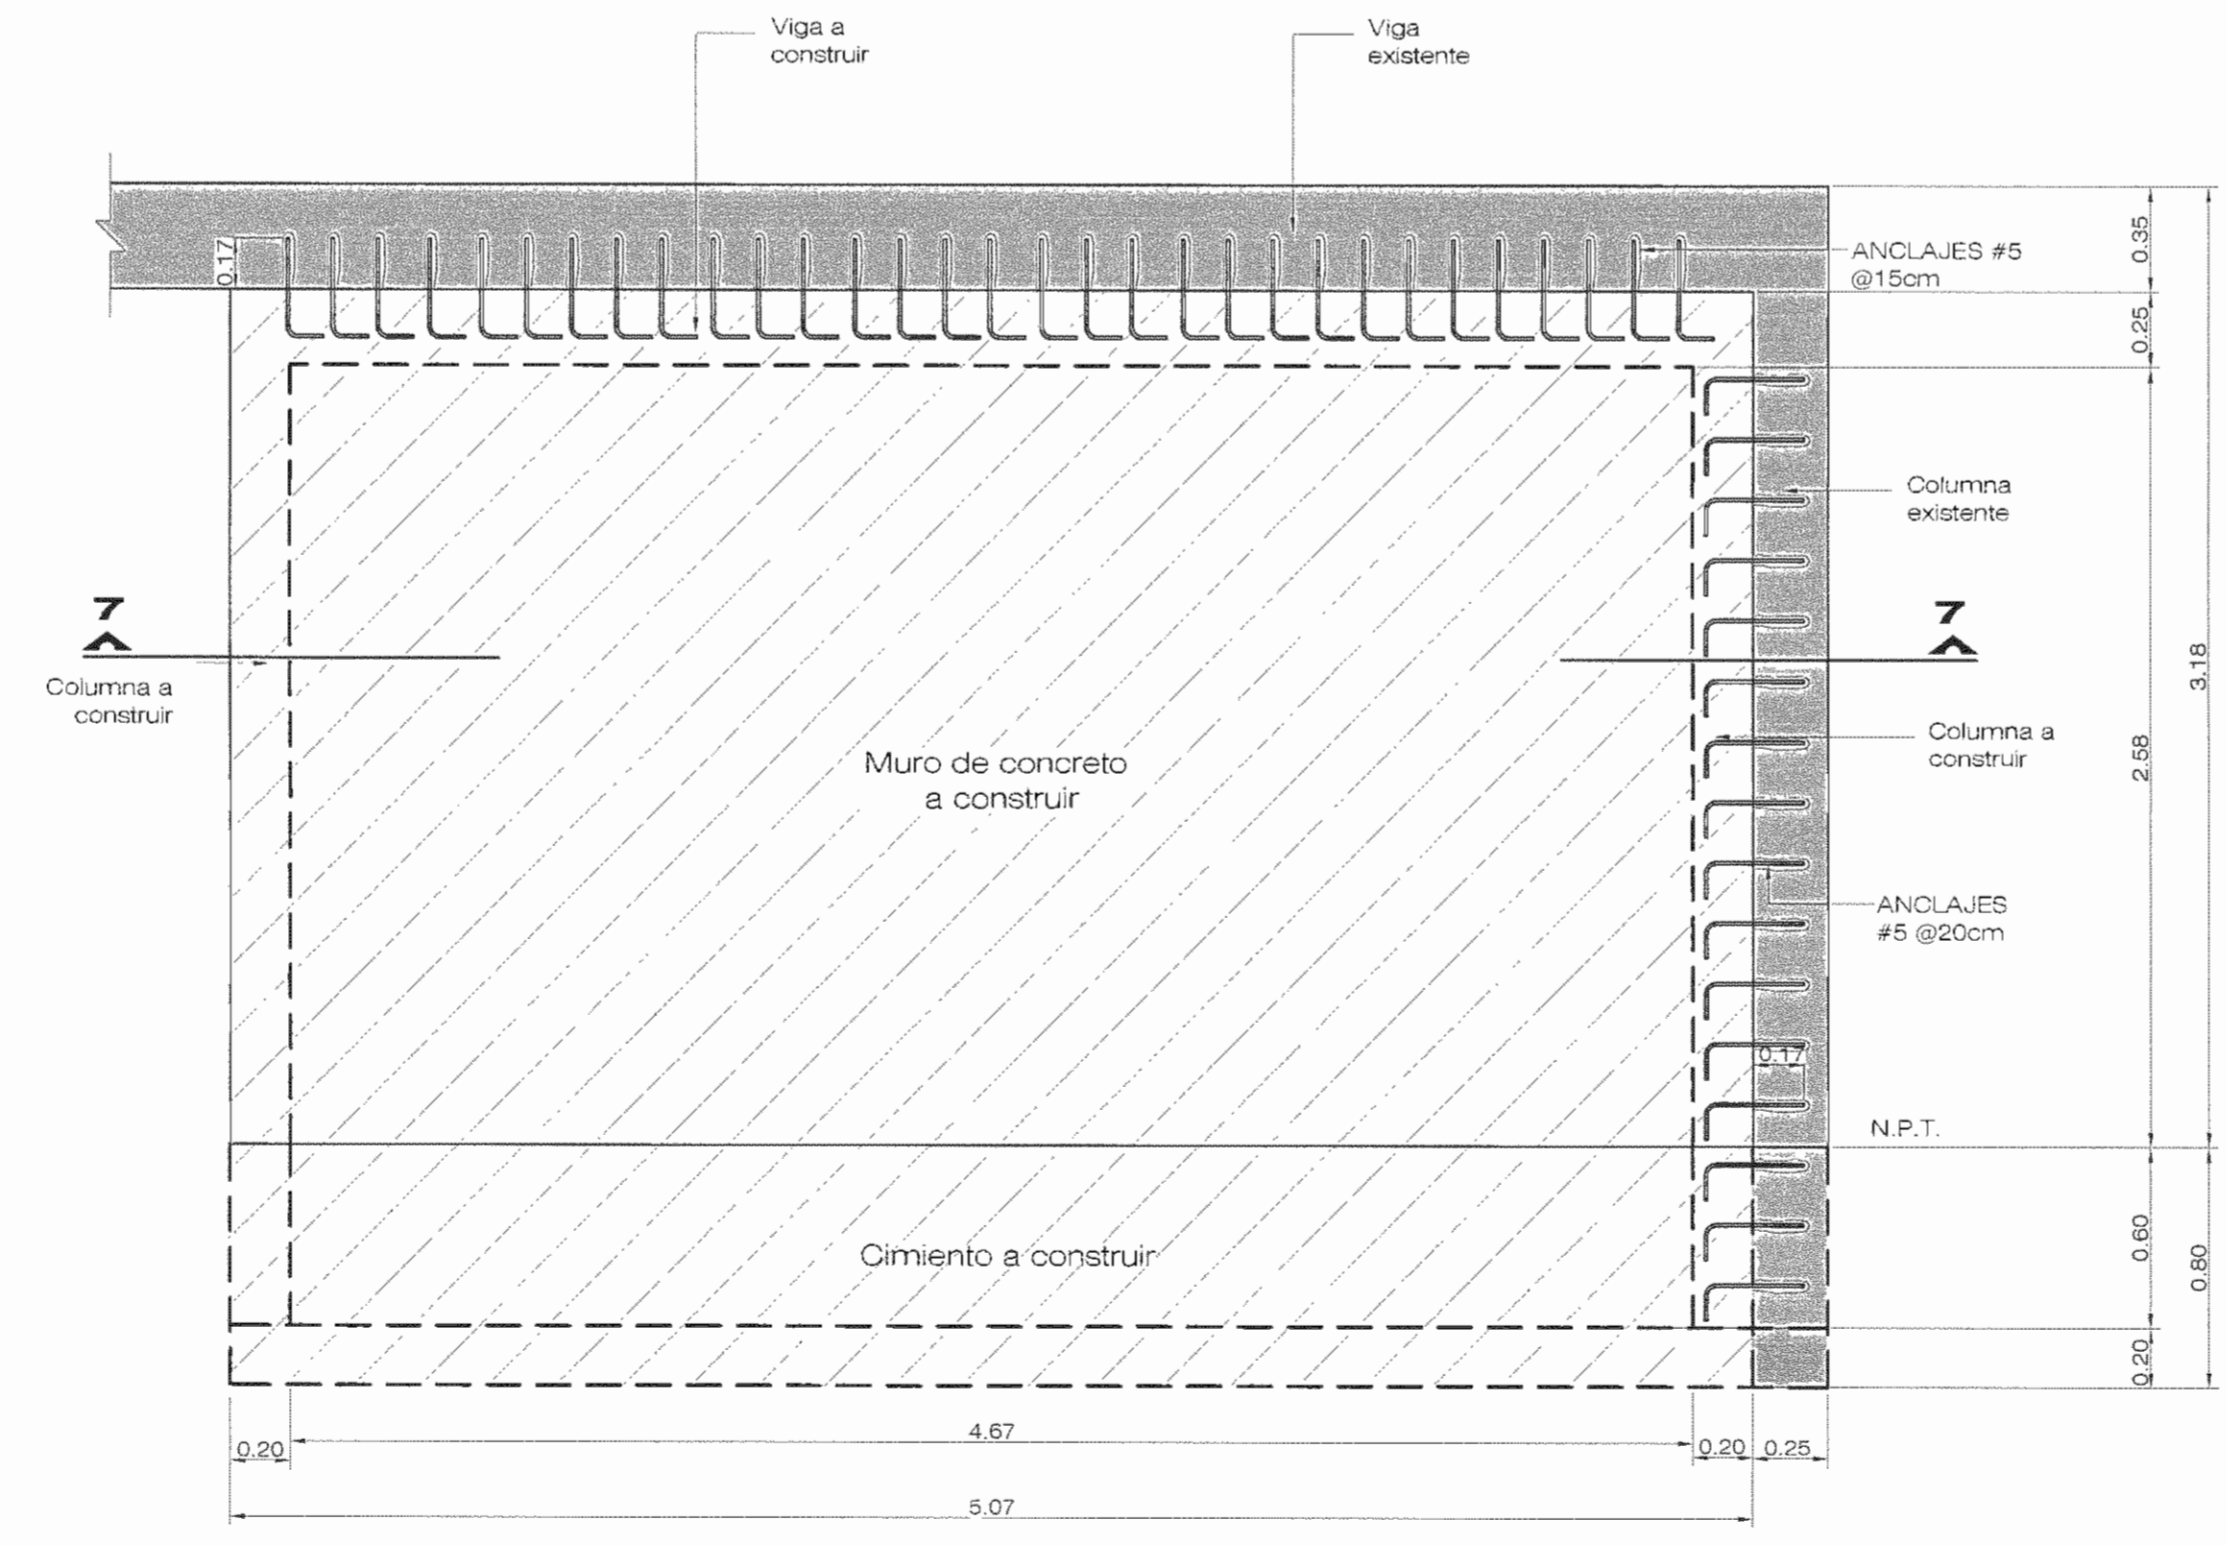 Viga a
construir
Viga
existente
0.17
ANCLAJES #5
@15cm
0.35
0.25
Columna
existente
7
7
Columna a
construir
3.18
2.58
Columna a
construir
Muro de concreto
a construir
ANCLAJES
#5 @20cm
0.17
N.P.T.
Cimiento a construir
0.60
0.80
0.20
4.67
0.20
0.20
0.25
5.07